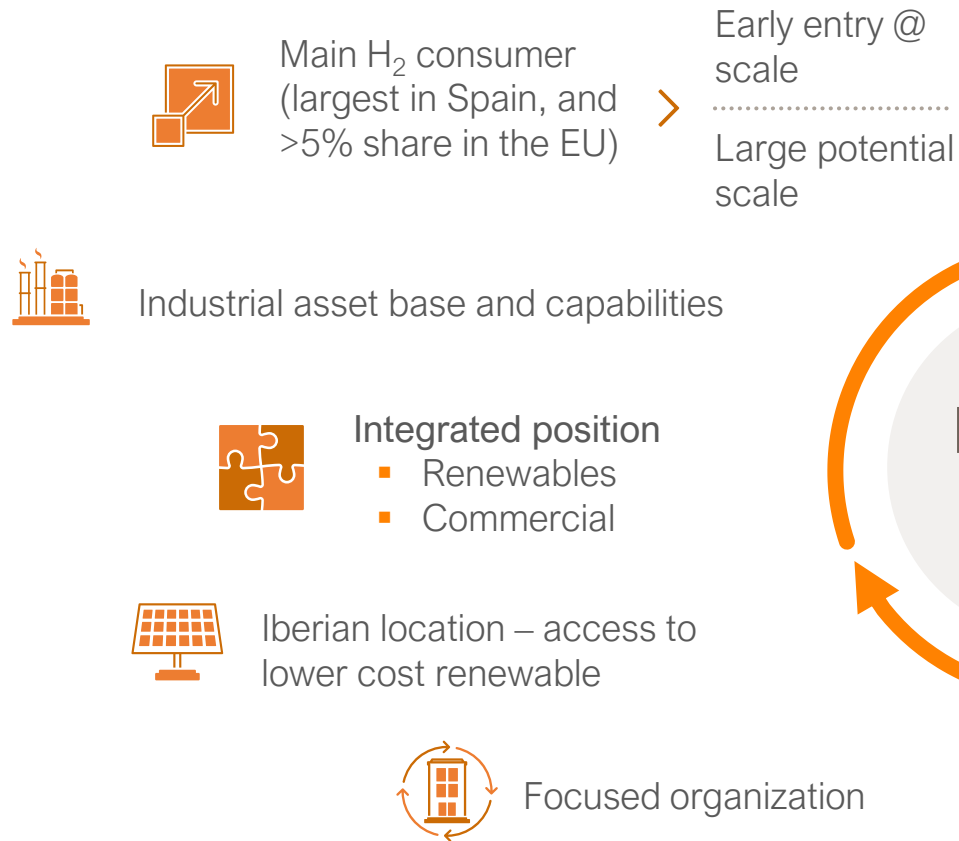 Main H₂ consumer
(largest in Spain, and
>5% share in the EU)
Early entry @
scale
Large potential
scale
Industrial asset base and capabilities
Integrated position
▪ Renewables
▪ Commercial
Iberian location – access to
lower cost renewable
Focused organization